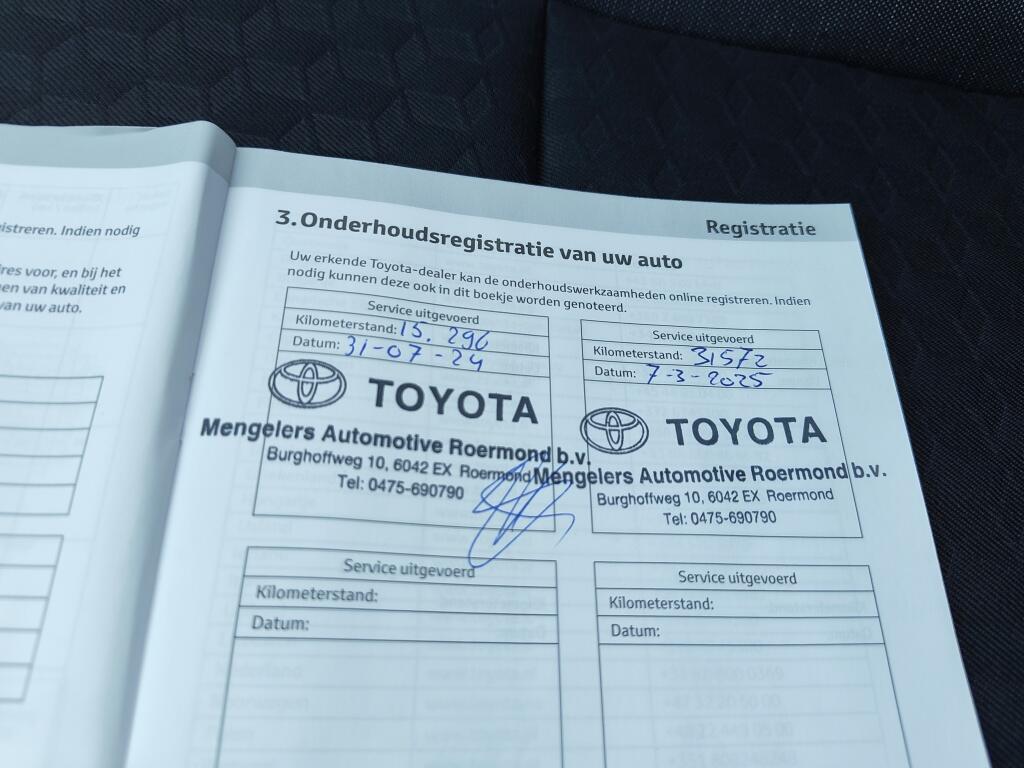 istreren. Indien nodig
res voor, en bij het
en van kwaliteit en
van uw auto.
Registratie
3. Onderhoudsregistratie van uw auto
Uw erkende Toyota-dealer kan de onderhoudswerkzaamheden online registreren. Indien
nodig kunnen deze ook in dit boekje worden genoteerd.
Service uitgevoerd
Kilometerstand: 15.296
Datum: 31-07-24
TOYOTA
Mengelers Automotive Roermond b.v.
Burghoffweg 10, 6042 EX Roermond
Tel: 0475-690790
Service uitgevoerd
Kilometerstand: 31572
Datum: 7-3-2025
TOYOTA
Mengelers Automotive Roermond b.v.
Burghoffweg 10, 6042 EX Roermond
Tel: 0475-690790
Service uitgevoerd
Kilometerstand:
Datum:
Service uitgevoerd
Kilometerstand:
Datum: